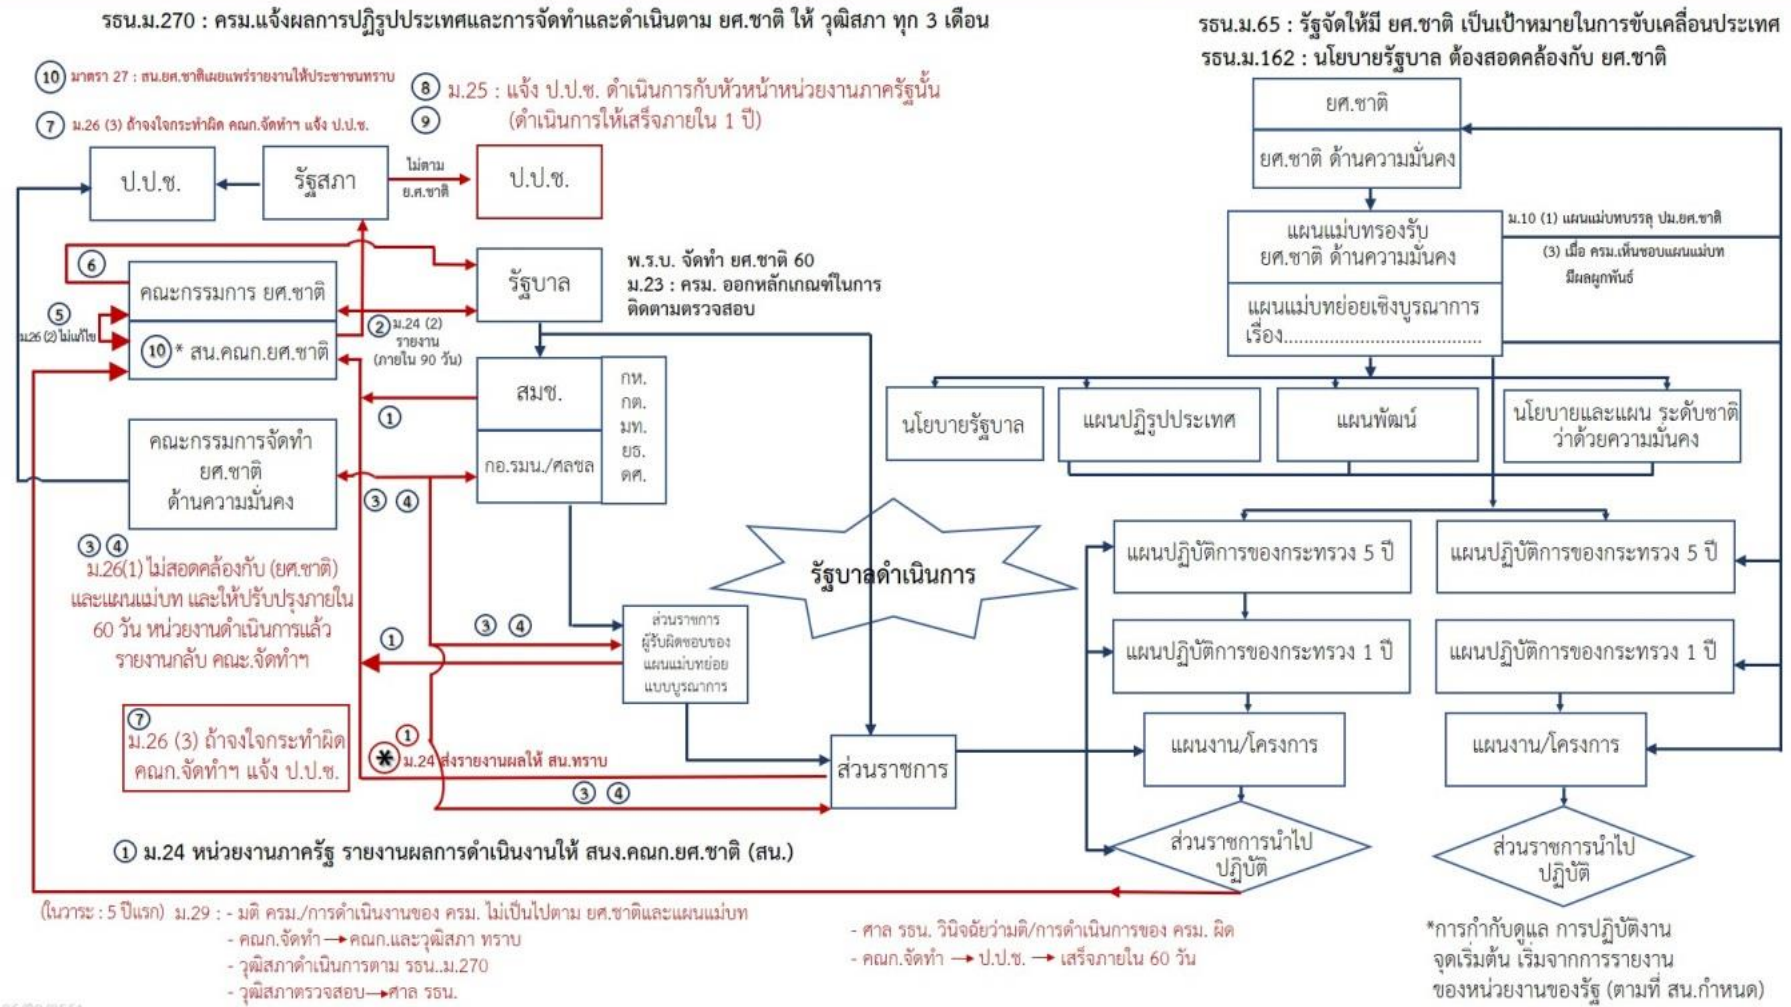 รธน.ม.270 : ครม.แจ้งผลการปฏิรูปประเทศและการจัดทำและดำเนินตาม ยศ.ชาติ ให้ วุฒิสภา ทุก 3 เดือน
รธน.ม.65 : รัฐจัดให้มี ยศ.ชาติ เป็นเป้าหมายในการขับเคลื่อนประเทศ
รธน.ม.162 : นโยบายรัฐบาล ต้องสอดคล้องกับ ยศ.ชาติ
10 มาตรา 27 : สน.ยศ.ชาติเผยแพร่รายงานให้ประชาชนทราบ
7 ม.26 (3) ถ้าจงใจกระทำผิด คณก.จัดทำฯ แจ้ง ป.ป.ช.
8 ม.25 : แจ้ง ป.ป.ช. ดำเนินการกับหัวหน้าหน่วยงานภาครัฐนั้น
9 (ดำเนินการให้เสร็จภายใน 1 ปี)
ป.ป.ช.
รัฐสภา
ไม่ตาม
ย.ศ.ชาติ
ป.ป.ช.
6
คณะกรรมการ ยศ.ชาติ
5
ม.26 (2) ไม่แก้ไข
10 * สน.คณก.ยศ.ชาติ
2 ม.24 (2)
รายงาน
(ภายใน 90 วัน)
รัฐบาล
พ.ร.บ. จัดทำ ยศ.ชาติ 60
ม.23 : ครม. ออกหลักเกณฑ์ในการ
ติดตามตรวจสอบ
สมช.
กอ.รมน./ศลชล
กห.
กต.
มท.
ยธ.
ดศ.
1
คณะกรรมการจัดทำ
ยศ.ชาติ
ด้านความมั่นคง
3 4
3 4
ม.26(1) ไม่สอดคล้องกับ (ยศ.ชาติ)
และแผนแม่บท และให้ปรับปรุงภายใน
60 วัน หน่วยงานดำเนินการแล้ว
รายงานกลับ คณะ.จัดทำฯ
7
ม.26 (3) ถ้าจงใจกระทำผิด
คณก.จัดทำฯ แจ้ง ป.ป.ช.
1
3 4
ส่วนราชการ
ผู้รับผิดชอบของ
แผนแม่บทย่อย
แบบบูรณาการ
1
* ม.24 ส่งรายงานผลให้ สน.ทราบ
3 4
ส่วนราชการ
รัฐบาลดำเนินการ
1 ม.24 หน่วยงานภาครัฐ รายงานผลการดำเนินงานให้ สนง.คณก.ยศ.ชาติ (สน.)
ยศ.ชาติ
ยศ.ชาติ ด้านความมั่นคง
แผนแม่บทรองรับ
ยศ.ชาติ ด้านความมั่นคง
แผนแม่บทย่อยเชิงบูรณาการ
เรื่อง......................................
ม.10 (1) แผนแม่บทบรรลุ ปม.ยศ.ชาติ
(3) เมื่อ ครม.เห็นชอบแผนแม่บท
มีผลผูกพันธ์
นโยบายรัฐบาล
แผนปฏิรูปประเทศ
แผนพัฒน์
นโยบายและแผน ระดับชาติ
ว่าด้วยความมั่นคง
แผนปฏิบัติการของกระทรวง 5 ปี
แผนปฏิบัติการของกระทรวง 5 ปี
แผนปฏิบัติการของกระทรวง 1 ปี
แผนปฏิบัติการของกระทรวง 1 ปี
แผนงาน/โครงการ
แผนงาน/โครงการ
ส่วนราชการนำไป
ปฏิบัติ
ส่วนราชการนำไป
ปฏิบัติ
(ในวาระ : 5 ปีแรก) ม.29 : - มติ ครม./การดำเนินงานของ ครม. ไม่เป็นไปตาม ยศ.ชาติและแผนแม่บท
- คณก.จัดทำ → คณก.และวุฒิสภา ทราบ
- วุฒิสภาดำเนินการตาม รธน..ม.270
- วุฒิสภาตรวจสอบ → ศาล รธน.
- ศาล รธน. วินิจฉัยว่ามติ/การดำเนินการของ ครม. ผิด
- คณก.จัดทำ → ป.ป.ช. → เสร็จภายใน 60 วัน
*การกำกับดูแล การปฏิบัติงาน
จุดเริ่มต้น เริ่มจากการรายงาน
ของหน่วยงานของรัฐ (ตามที่ สน.กำหนด)